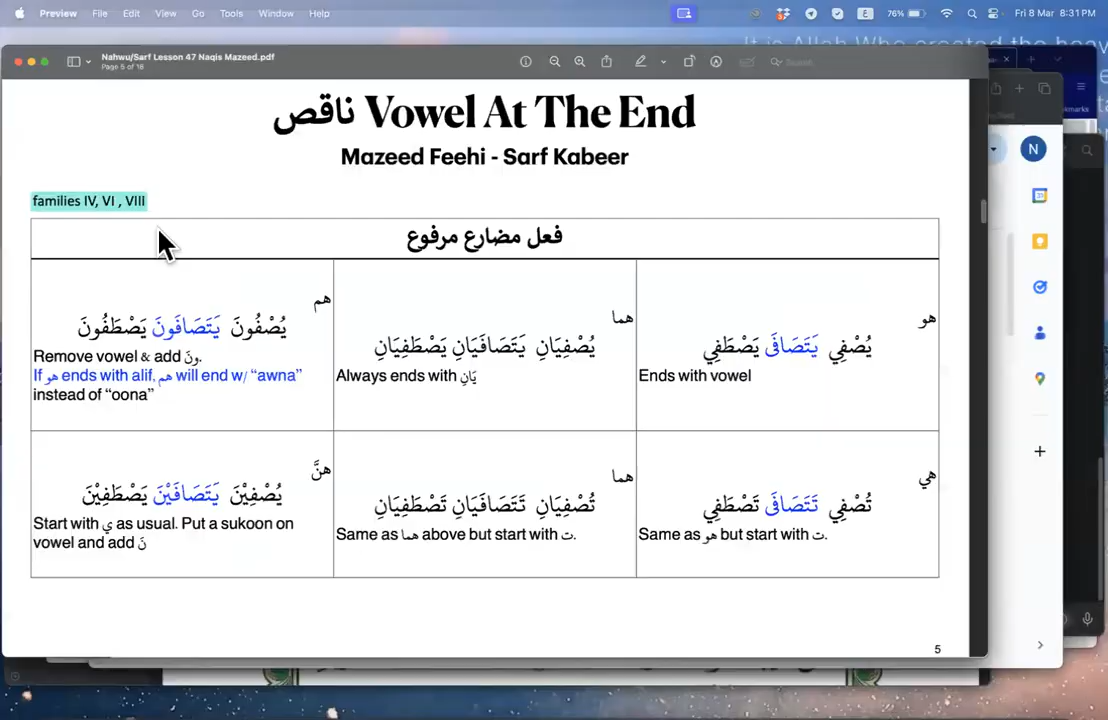 Preview File Edit View Go Tools Window Help
76%
Fri 8 Mar 8:31 PM
It is Allah Who created the
Nahwu/Sarf Lesson 47 Naqis Mazeed.pdf
Page 5 of 18
Search
ناقص Vowel At The End
Mazeed Feehi - Sarf Kabeer
families IV, VI , VIII
فعل مضارع مرفوع
هو
يُصْفِي يَتَصَافَى يَصْطَفِي
Ends with vowel
هما
يُصْفِيَانِ يَتَصَافَيَانِ يَصْطَفِيَانِ
Always ends with يَانِ
هم
يُصْفُونَ يَتَصَافَونَ يَصْطَفُونَ
Remove vowel & add ونَ.
If هو ends with alif, هم will end w/ “awna”
instead of “oona”
هي
تُصْفِي تَتَصَافَى تَصْطَفِي
Same as هو but start with ت.
هما
تُصْفِيَانِ تَتَصَافَيَانِ تَصْطَفِيَانِ
Same as هما above but start with ت.
هنَّ
يُصْفِيْنَ يَتَصَافَيْنَ يَصْطَفِيْنَ
Start with ي as usual. Put a sukoon on
vowel and add نَ
5
N